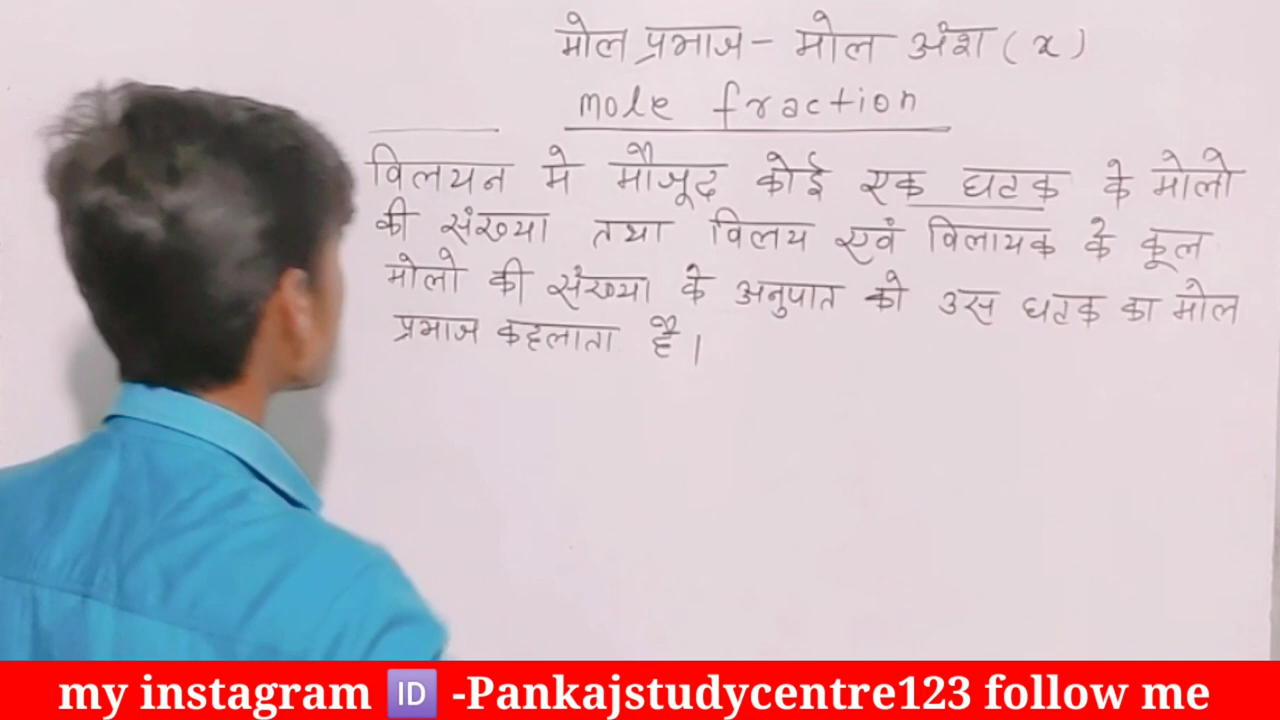 मोल प्रभाज - मोल अंश ( x )
mole fraction
विलयन मे मौजूद कोई एक घटक के मोलो
की संख्या तथा विलय एवं विलायक के कूल
मोलो की संख्या के अनुपात को उस घटक का मोल
प्रभाज कहलाता है।
my instagram 🆔 -Pankajstudycentre123 follow me